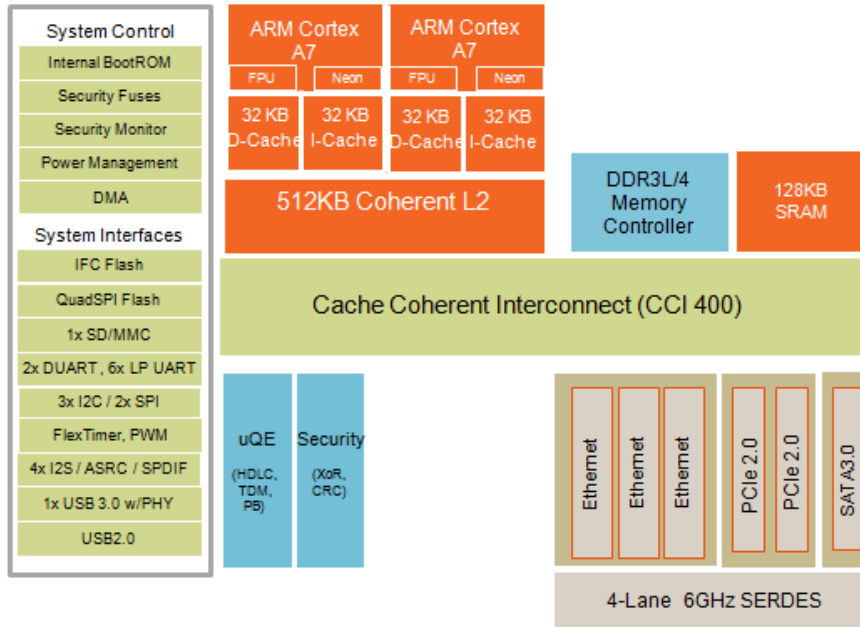 System Control
Internal BootROM
Security Fuses
Security Monitor
Power Management
DMA
System Interfaces
IFC Flash
QuadSPI Flash
1x SD/MMC
2x DUART, 6x LP UART
3x I2C / 2x SPI
FlexTimer, PWM
4x I2S / ASRC / SPDIF
1x USB 3.0 w/PHY
USB2.0
ARM Cortex
A7
FPU
Neon
ARM Cortex
A7
FPU
Neon
32 KB
D-Cache
32 KB
I-Cache
32 KB
D-Cache
32 KB
I-Cache
512KB Coherent L2
DDR3L/4
Memory
Controller
128KB
SRAM
Cache Coherent Interconnect (CCI 400)
uQE
(HDLC,
TDM,
PB)
Security
(XoR,
CRC)
Ethernet
Ethernet
Ethernet
PCIe 2.0
PCIe 2.0
SATA3.0
4-Lane 6GHz SERDES